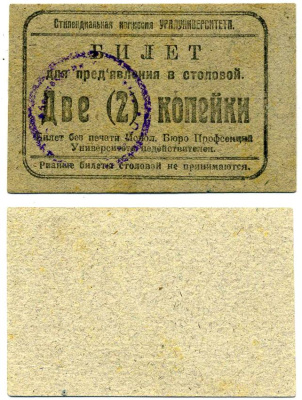 Стипендиальная комиссия УРАЛУНИВЕРСИТЕТА.
БИЛЕТ
для пред'явления в столовой.
Две (2) копейки
Билет без печати Исполн. Бюро Профсекций
Университета недействителен.
Рваные билеты столовой не принимаются.